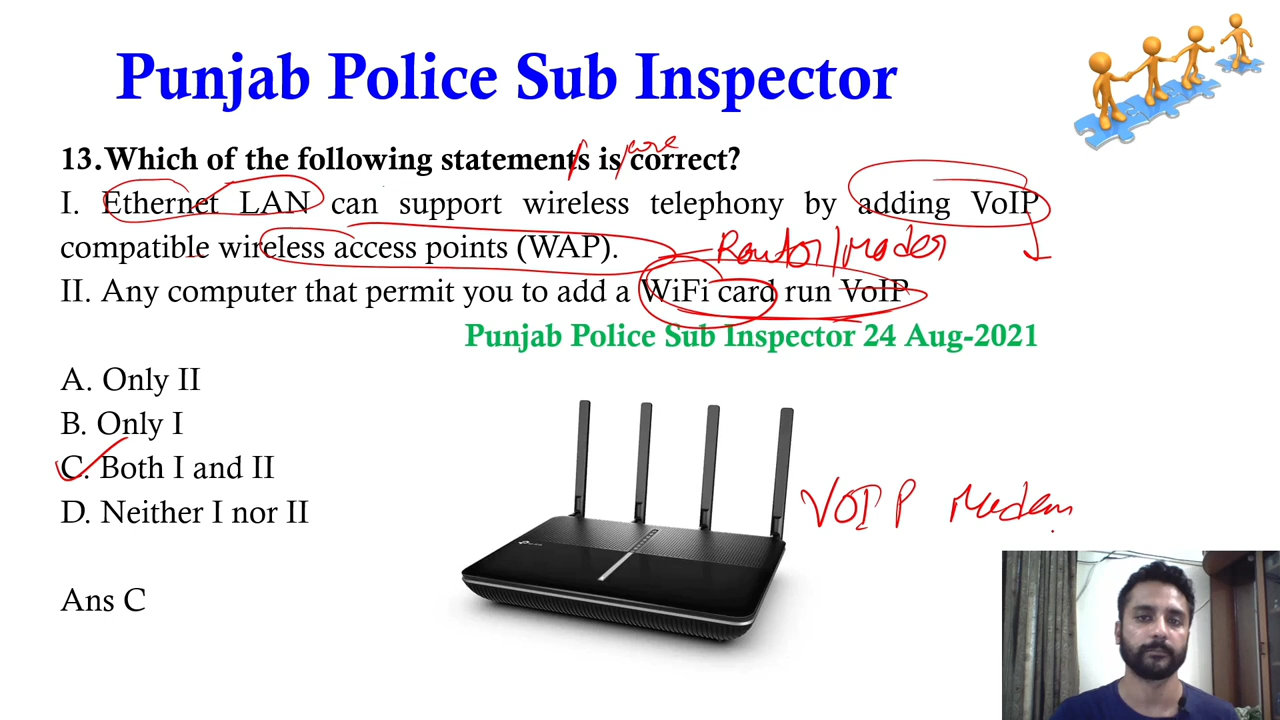 Punjab Police Sub Inspector
13.Which of the following statements is/are correct?
I. Ethernet LAN can support wireless telephony by adding VoIP
compatible wireless access points (WAP).
Router/moder
II. Any computer that permit you to add a WiFi card run VoIP
Punjab Police Sub Inspector 24 Aug-2021
A. Only II
B. Only I
C. Both I and II
D. Neither I nor II
VOIP Modem
Ans C